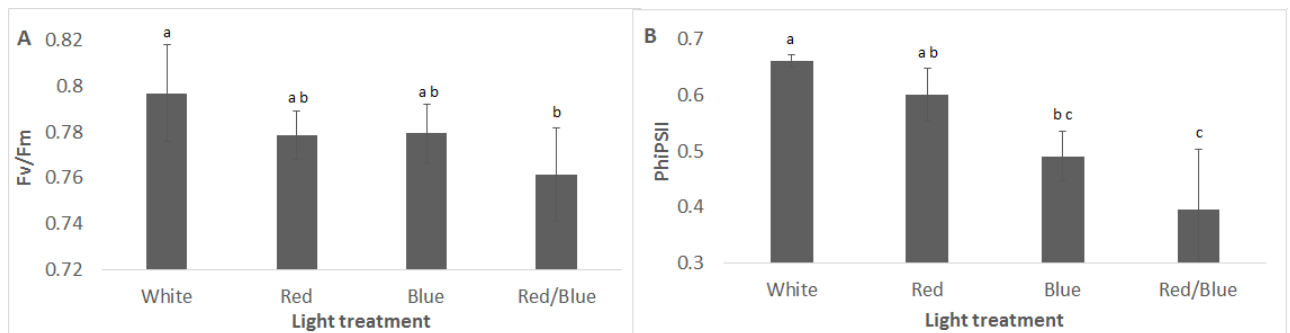 A
Fv/Fm
0.82
0.8
0.78
0.76
0.74
0.72
a
a b
a b
b
White Red Blue Red/Blue
Light treatment
B
PhiPSII
0.7
0.6
0.5
0.4
0.3
a
a b
b c
c
White Red Blue Red/Blue
Light treatment